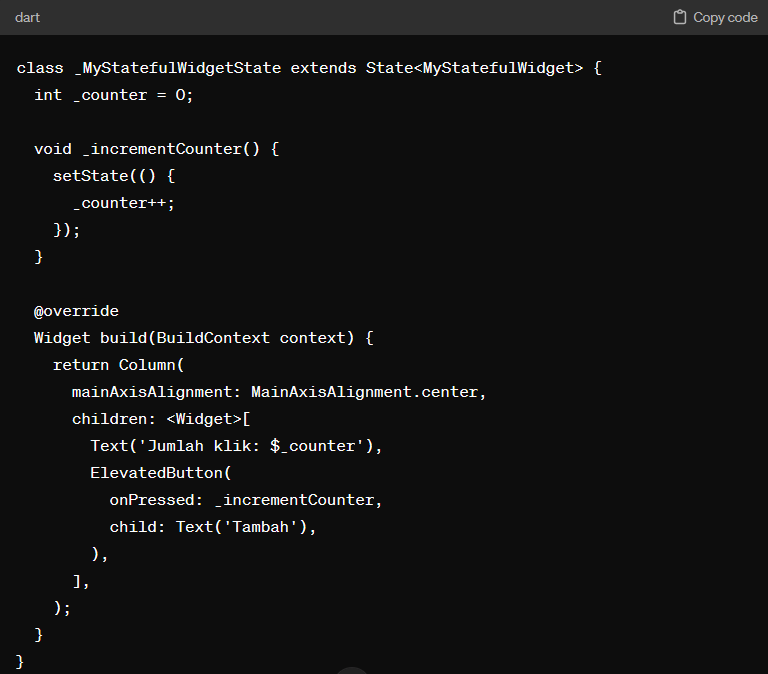 dart
Copy code
class _MyStatefulWidgetState extends State<MyStatefulWidget> {
  int _counter = 0;

  void _incrementCounter() {
    setState(() {
      _counter++;
    });
  }

  @override
  Widget build(BuildContext context) {
    return Column(
      mainAxisAlignment: MainAxisAlignment.center,
      children: <Widget>[
        Text('Jumlah klik: $_counter'),
        ElevatedButton(
          onPressed: _incrementCounter,
          child: Text('Tambah'),
        ),
      ],
    );
  }
}